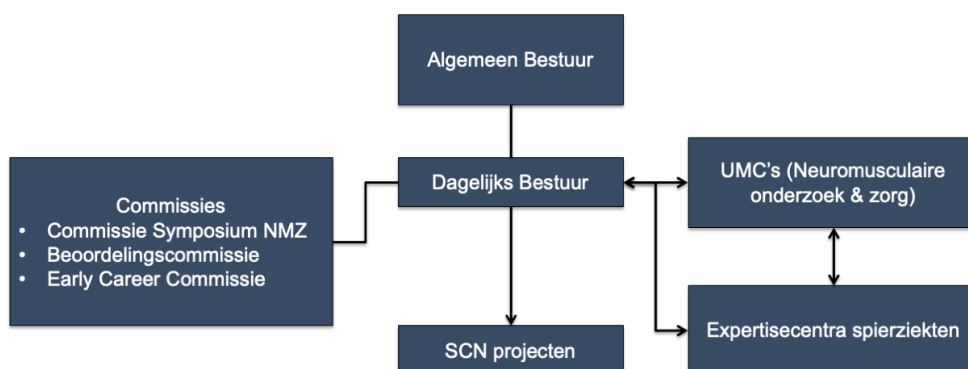 Algemeen Bestuur
Dagelijks Bestuur
Commissies
• Commissie Symposium NMZ
• Beoordelingscommissie
• Early Career Commissie
UMC's (Neuromusculaire
onderzoek & zorg)
SCN projecten
Expertisecentra spierziekten